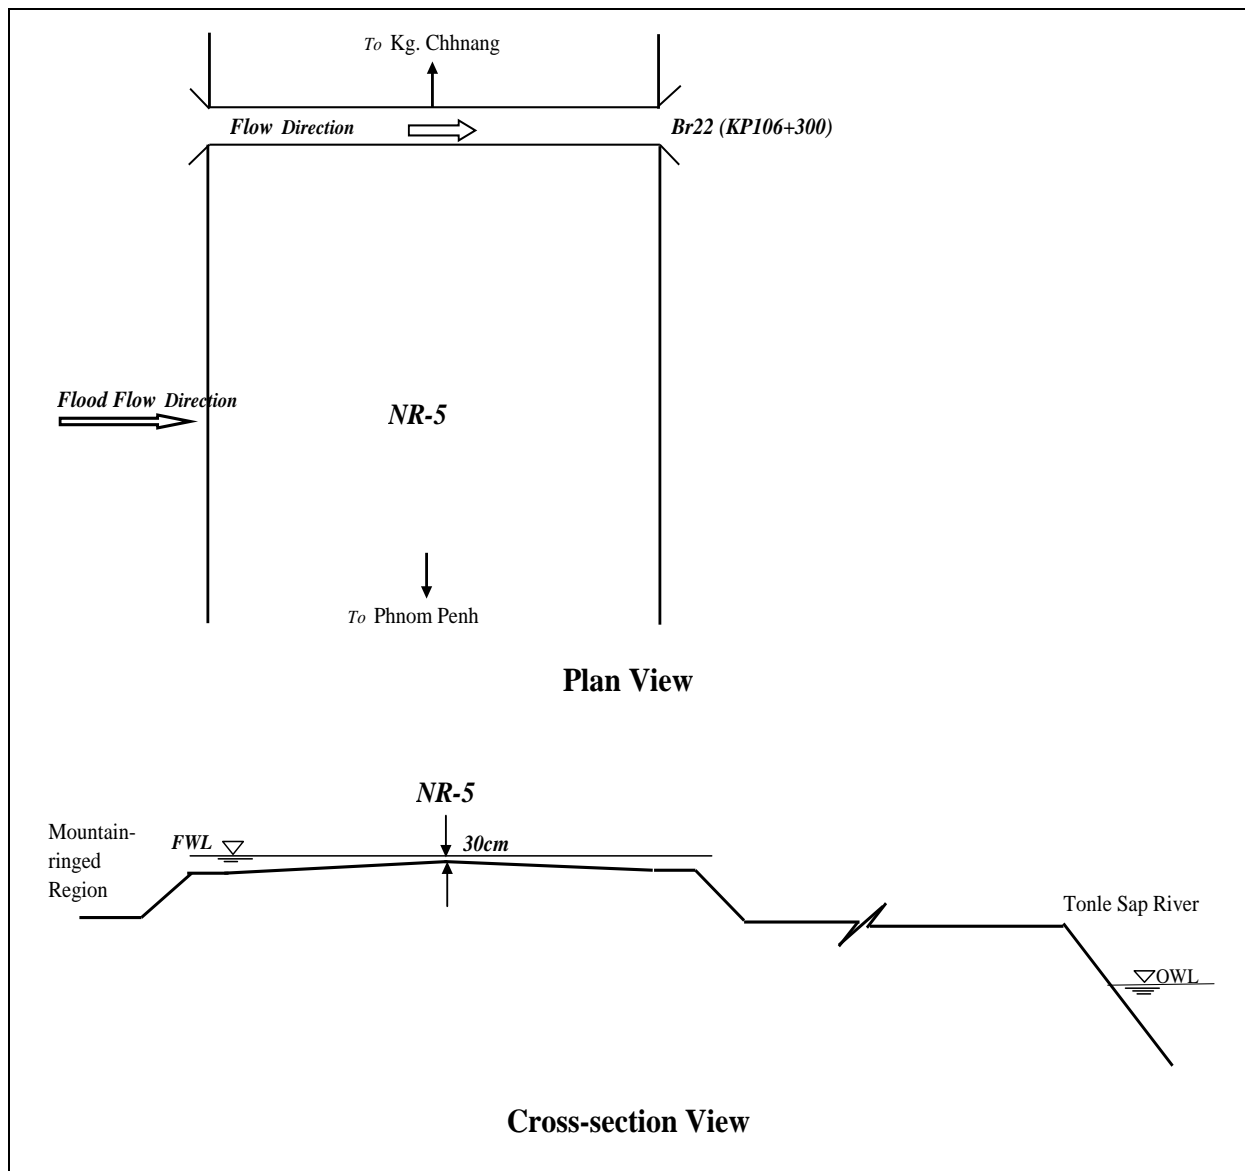 To Kg. Chhnang
Flow Direction
Br22 (KP106+300)
Flood Flow Direction
NR-5
To Phnom Penh
Plan View
NR-5
Mountain-
ringed
Region
FWL
30cm
Tonle Sap River
OWL
Cross-section View